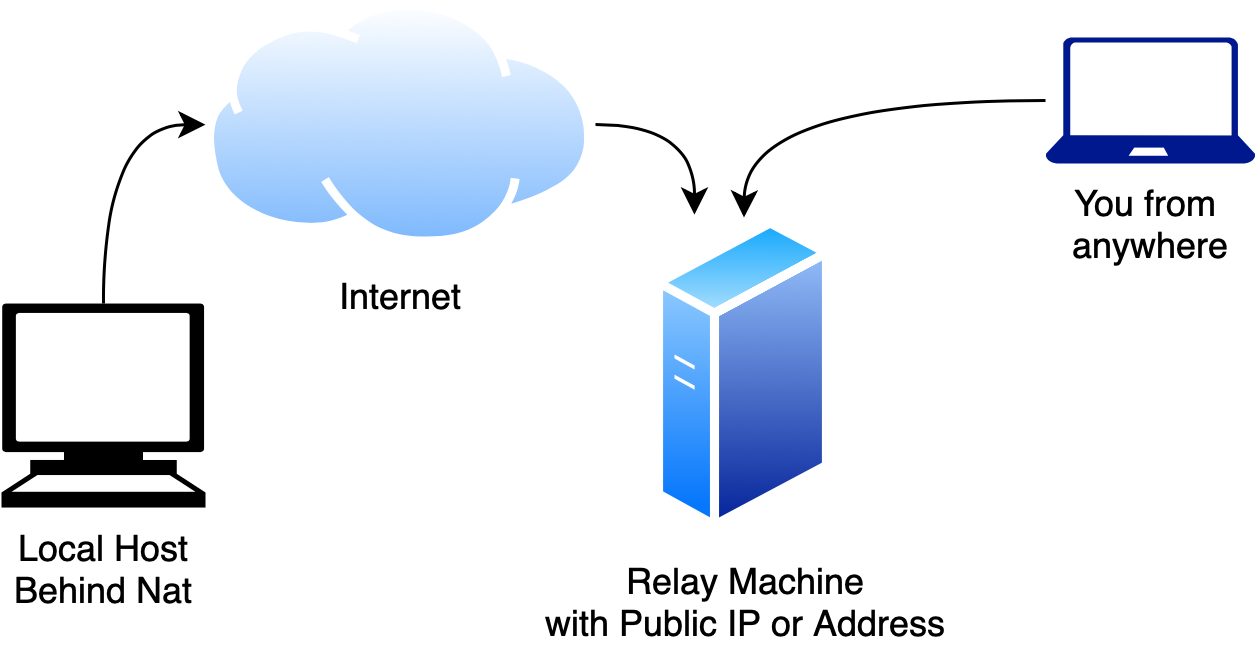 You from
anywhere
Internet
Local Host
Behind Nat
Relay Machine
with Public IP or Address